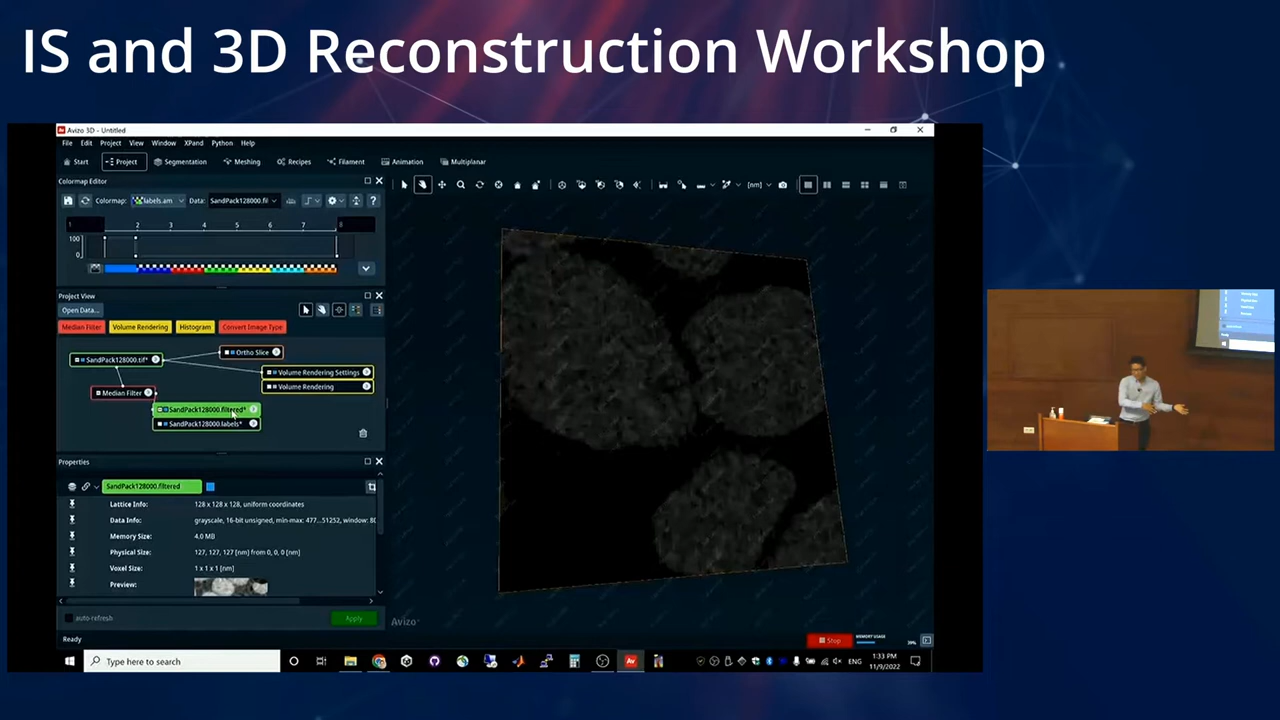 IS and 3D Reconstruction Workshop
Avizo 3D - Untitled
File Edit Project View Window XPand Python Help
Start Project Segmentation Meshing Recipes Filament Animation Multiplanar
Colormap Editor
Colormap: labels.am Data: SandPack128000.fil
1 2 3 4 5 6 7 8
100
0
Project View
Open Data...
Median Filter Volume Rendering Histogram Convert Image Type
SandPack128000.tif*
Ortho Slice
Volume Rendering Settings
Volume Rendering
Median Filter
SandPack128000.filtered*
SandPack128000.labels*
Properties
SandPack128000.filtered
Lattice Info: 128 x 128 x 128, uniform coordinates
Data Info: grayscale, 16-bit unsigned, min-max: 477...51252, window: 80
Memory Size: 4.0 MB
Physical Size: 127, 127, 127 [nm] from 0, 0, 0 [nm]
Voxel Size: 1 x 1 x 1 [nm]
Preview:
auto-refresh
Apply
Ready
[nm]
Avizo
Stop
MEMORY USAGE
Type here to search
ENG
1:33 PM
11/9/2022